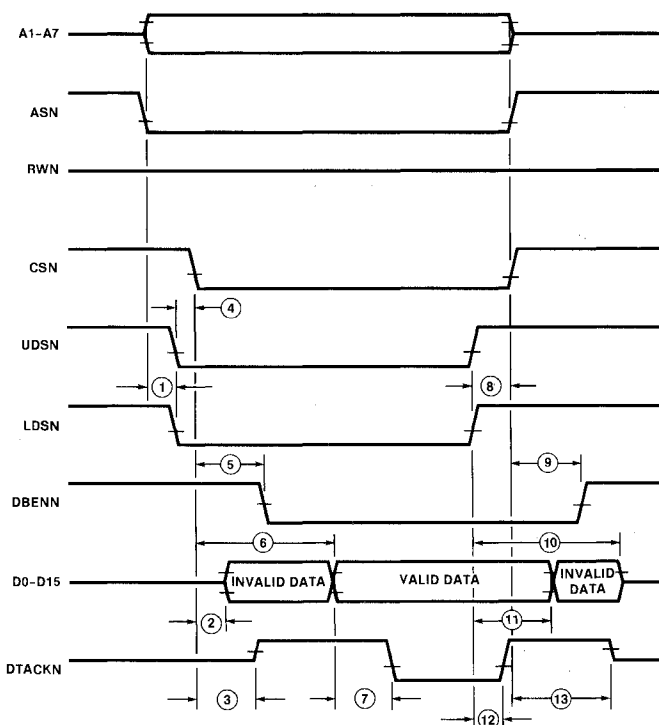 A1–A7
ASN
RWN
CSN
4
UDSN
1
8
LDSN
5
9
DBENN
6
10
D0–D15
INVALID DATA
VALID DATA
INVALID
DATA
2
11
DTACKN
3
7
13
12